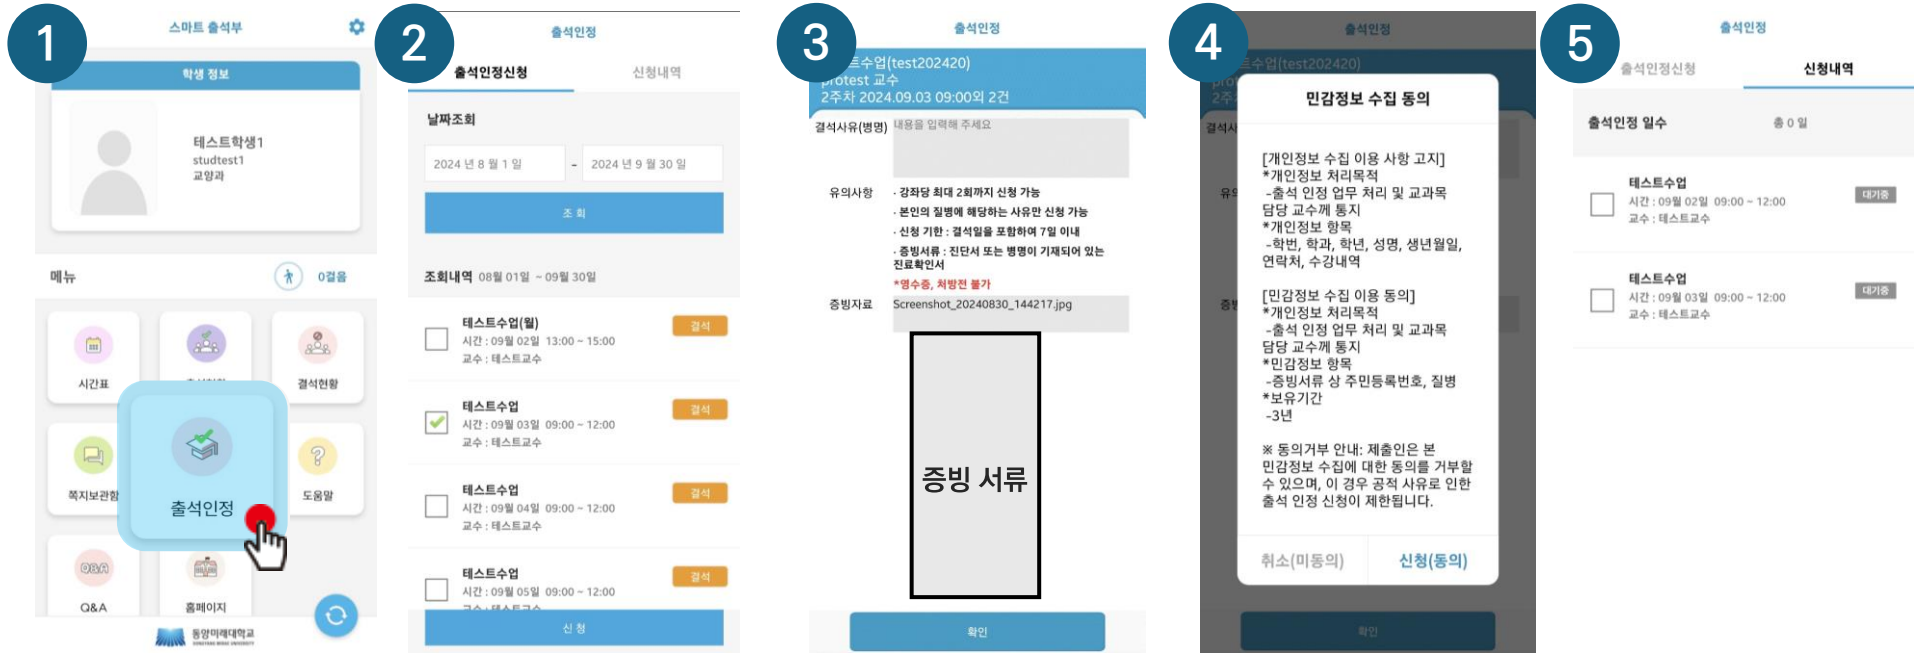 1
스마트 출석부
학생 정보
테스트학생1
studtest1
교양과
메뉴
0걸음
시간표
결석현황
쪽지보관함
출석인정
도움말
Q&A
Q&A
홈페이지
동양미래대학교
2
출석인정
출석인정신청
신청내역
날짜조회
2024 년 8 월 1 일
-
2024 년 9 월 30 일
조 회
조회내역 08월 01일 ~ 09월 30일
테스트수업(월)
결석
시간 : 09월 02일 13:00 ~ 15:00
교수 : 테스트교수
테스트수업
결석
시간 : 09월 03일 09:00 ~ 12:00
교수 : 테스트교수
테스트수업
결석
시간 : 09월 04일 09:00 ~ 12:00
교수 : 테스트교수
테스트수업
결석
시간 : 09월 05일 09:00 ~ 12:00
신 청
3
출석인정
트수업(test202420)
protest 교수
2주차 2024.09.03 09:00외 2건
결석사유(병명)
내용을 입력해 주세요
유의사항
· 강좌당 최대 2회까지 신청 가능
· 본인의 질병에 해당하는 사유만 신청 가능
· 신청 기한 : 결석일을 포함하여 7일 이내
· 증빙서류 : 진단서 또는 병명이 기재되어 있는
진료확인서
*영수증, 처방전 불가
증빙자료
Screenshot_20240830_144217.jpg
증빙 서류
확인
4
출석인정
트수업(test202420)
민감정보 수집 동의
[개인정보 수집 이용 사항 고지]
*개인정보 처리목적
-출석 인정 업무 처리 및 교과목
담당 교수께 통지
*개인정보 항목
-학번, 학과, 학년, 성명, 생년월일,
연락처, 수강내역
[민감정보 수집 이용 동의]
*개인정보 처리목적
-출석 인정 업무 처리 및 교과목
담당 교수께 통지
*민감정보 항목
-증빙서류 상 주민등록번호, 질병
*보유기간
-3년
※ 동의거부 안내: 제출인은 본
민감정보 수집에 대한 동의를 거부할
수 있으며, 이 경우 공적 사유로 인한
출석 인정 신청이 제한됩니다.
취소(미동의)
신청(동의)
확인
5
출석인정
출석인정신청
신청내역
출석인정 일수
총 0 일
테스트수업
대기중
시간 : 09월 02일 09:00 ~ 12:00
교수 : 테스트교수
테스트수업
대기중
시간 : 09월 03일 09:00 ~ 12:00
교수 : 테스트교수